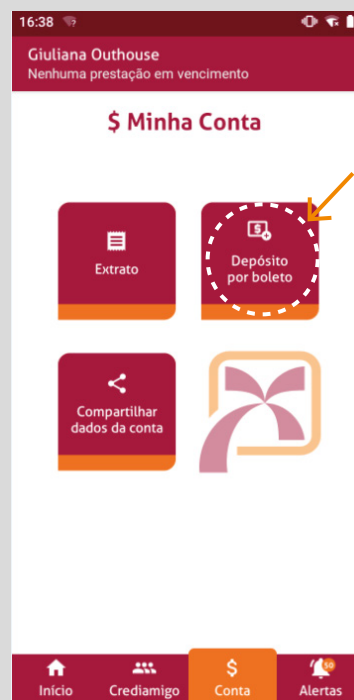 16:38
Giuliana Outhouse
Nenhuma prestação em vencimento
$ Minha Conta
Extrato
Depósito
por boleto
Compartilhar
dados da conta
Início
Crediamigo
Conta
Alertas
50